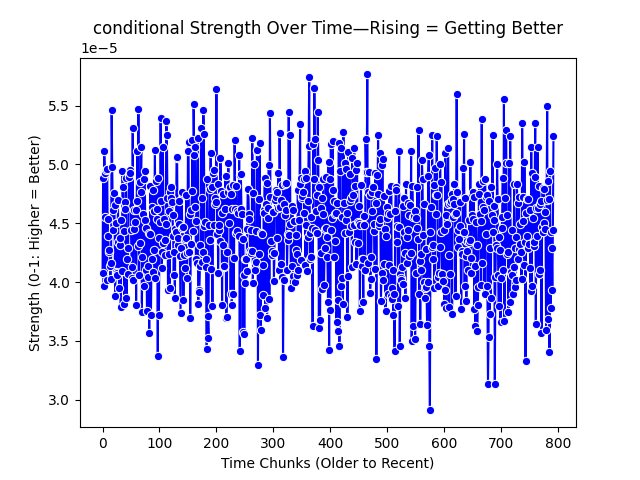 conditional Strength Over Time—Rising = Getting Better
1e−5
5.5
5.0
4.5
4.0
3.5
3.0
Strength (0-1: Higher = Better)
0 100 200 300 400 500 600 700 800
Time Chunks (Older to Recent)